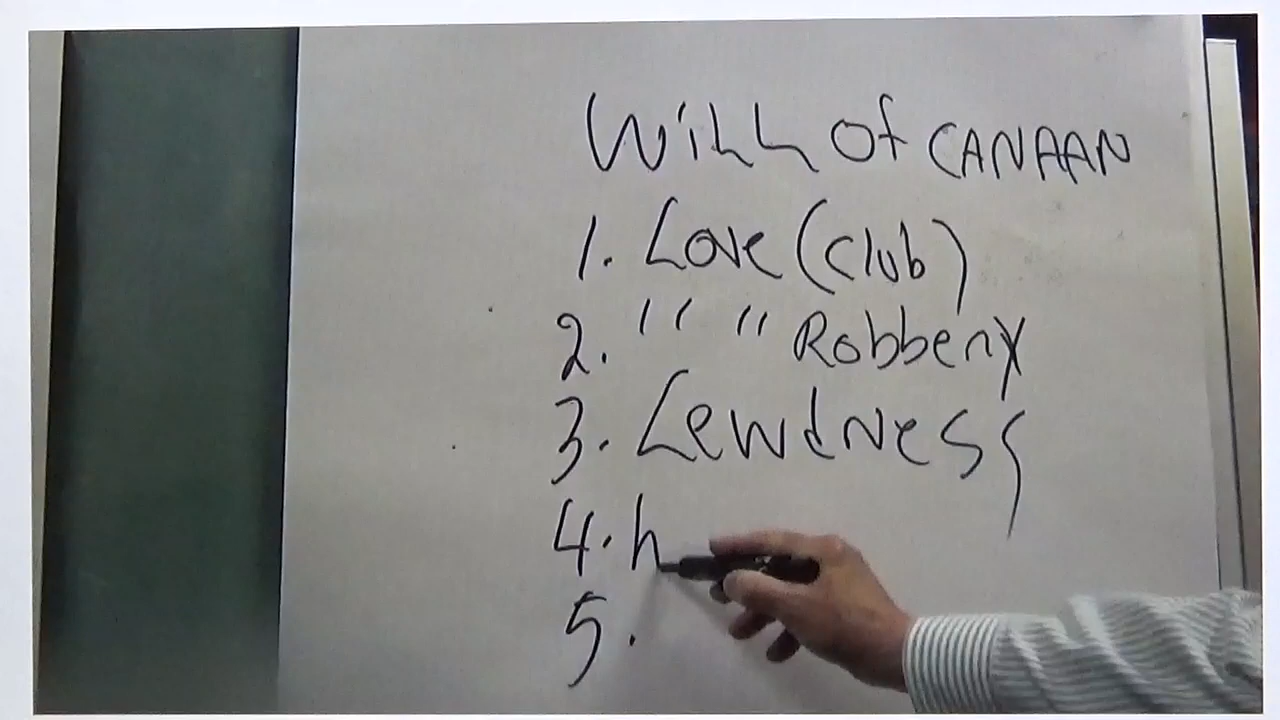 Will Of CANAAN
1. Love (club)
2. " " Robbery
3. Lewdness
4. h
5.